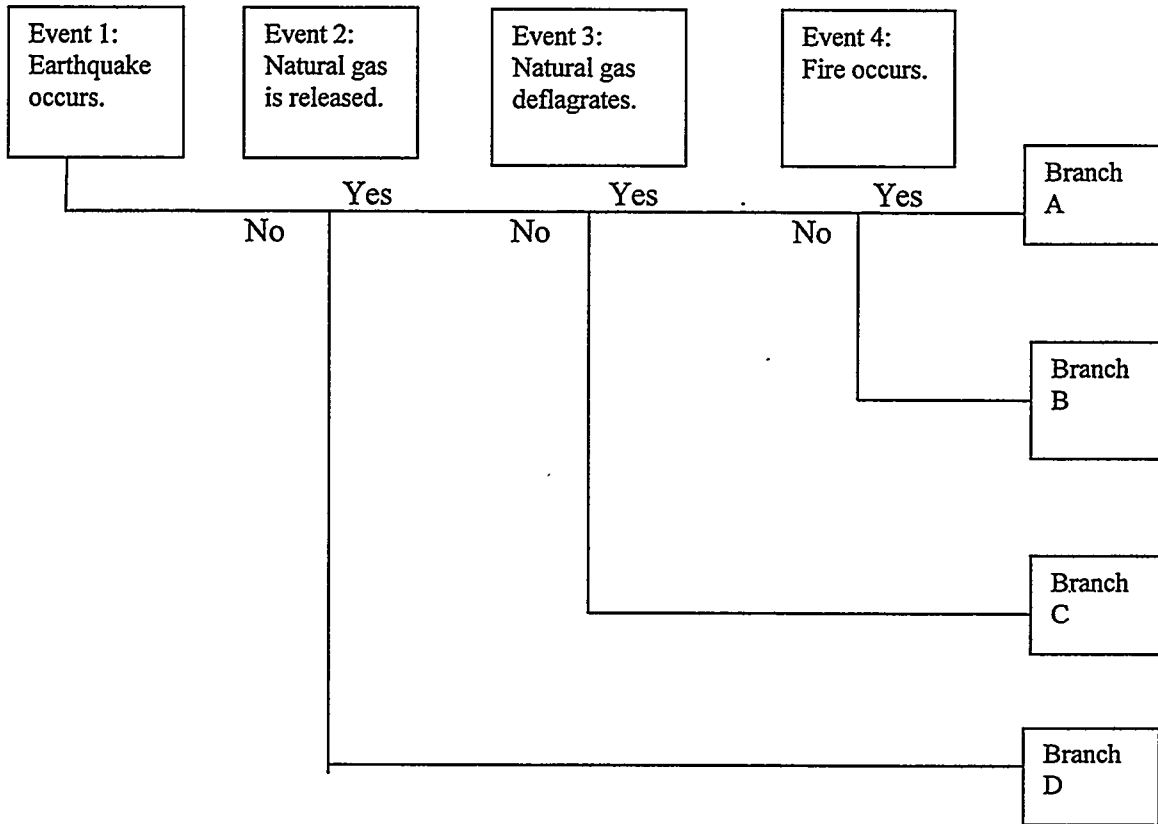 Event 1:
Earthquake
occurs.
Event 2:
Natural gas
is released.
Event 3:
Natural gas
deflagrates.
Event 4:
Fire occurs.
Yes
No
Yes
No
Yes
No
Branch
A
Branch
B
Branch
C
Branch
D